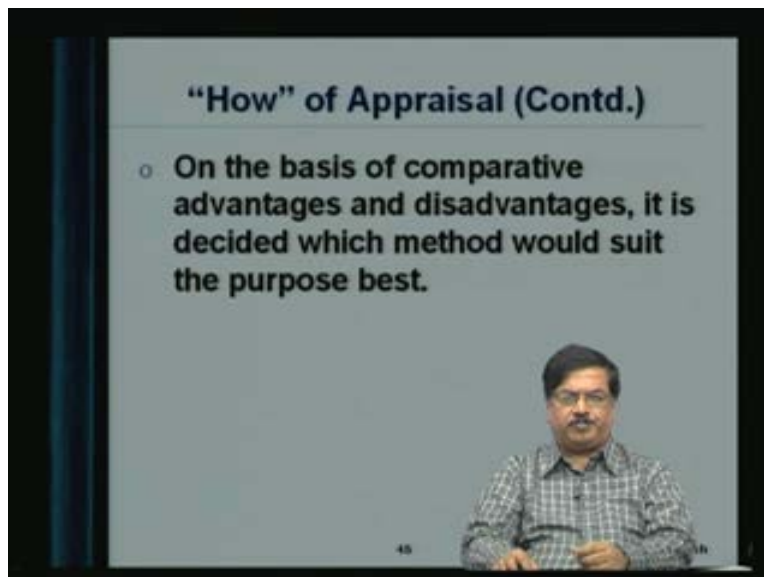 “How” of Appraisal (Contd.)
o On the basis of comparative
advantages and disadvantages, it is
decided which method would suit
the purpose best.
45